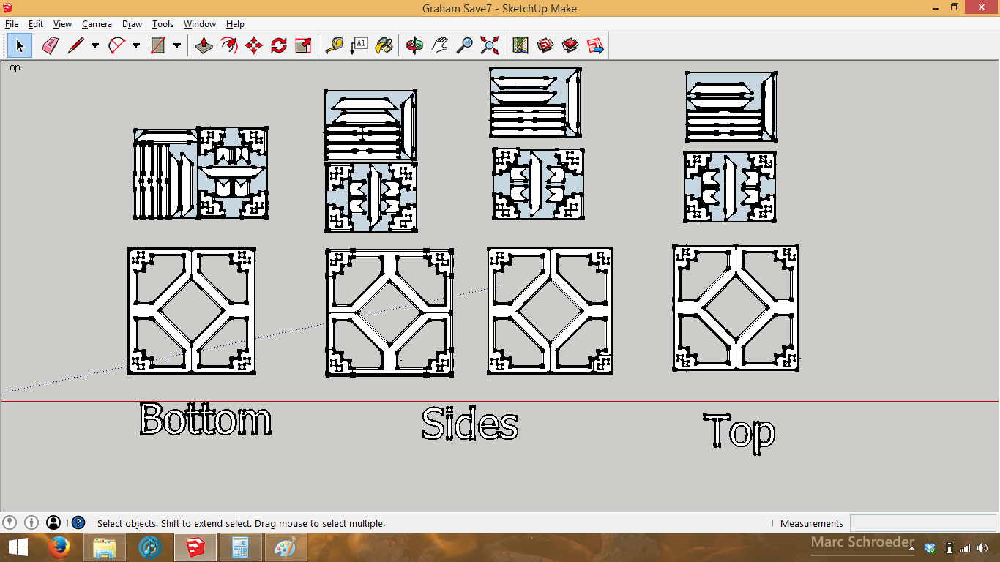 Graham Save7 - SketchUp Make
File Edit View Camera Draw Tools Window Help
A1
Top
Bottom
Sides
Top
Select objects. Shift to extend select. Drag mouse to select multiple.
Measurements
Marc Schroeder